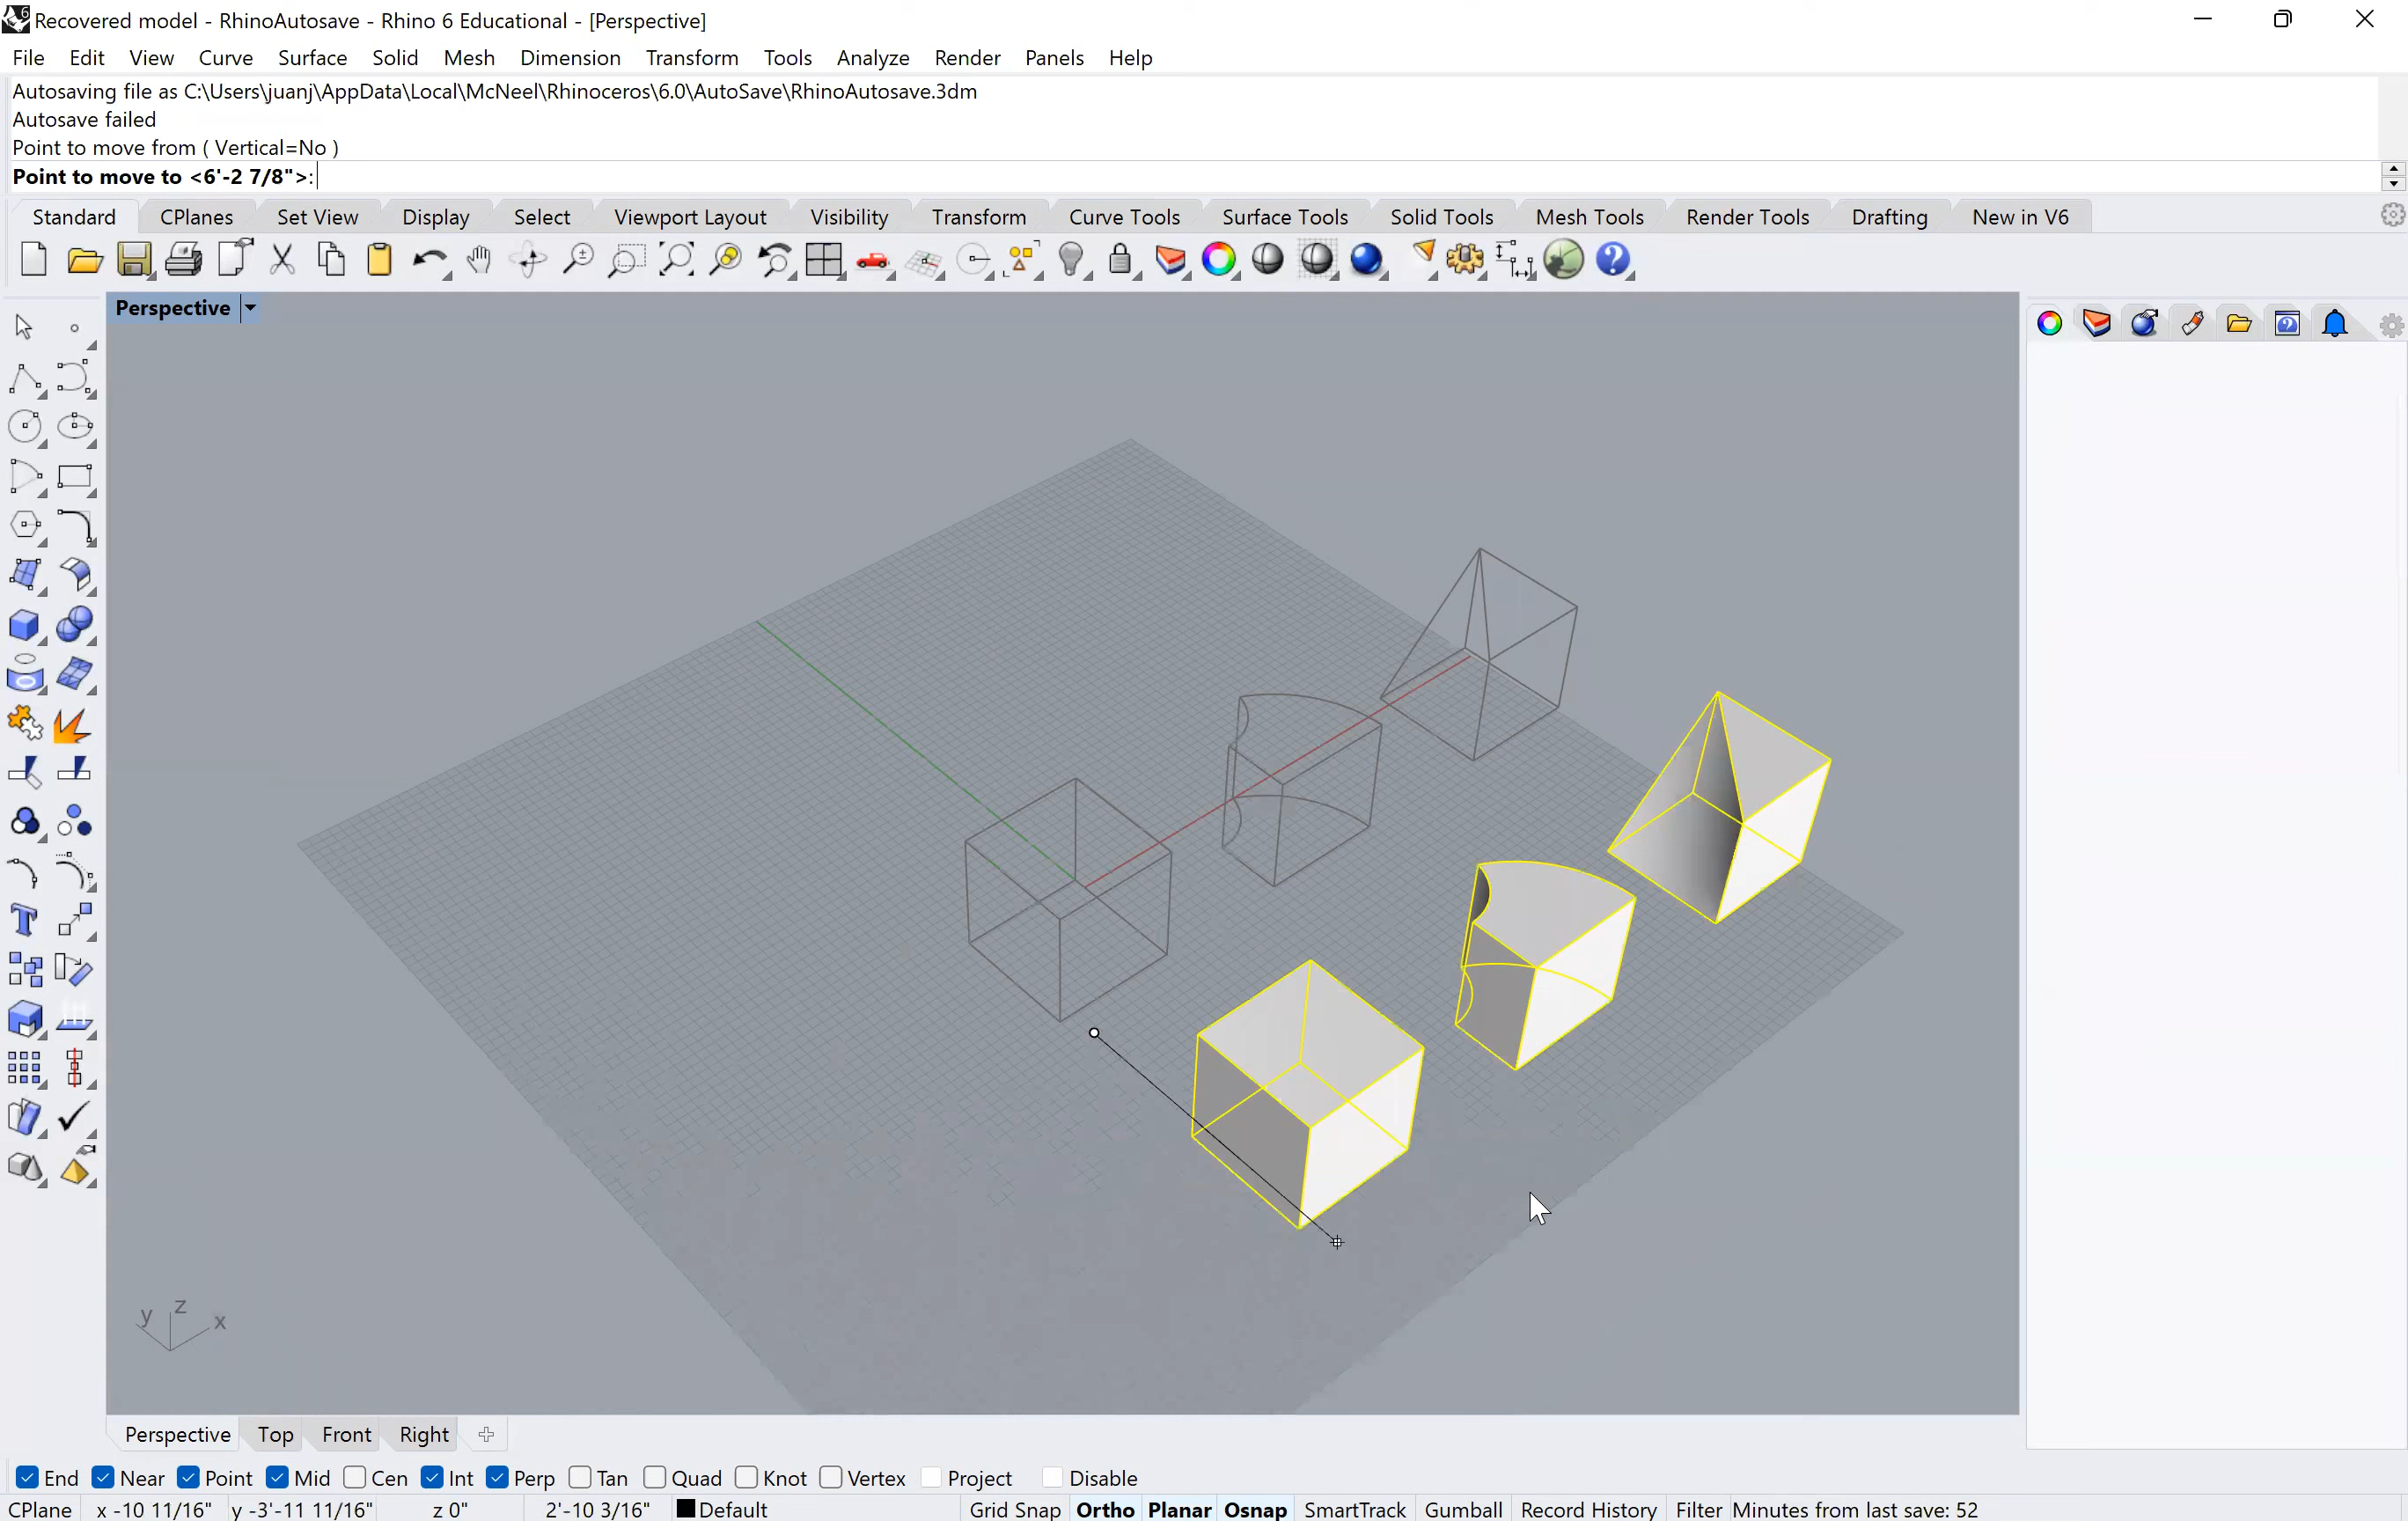 Recovered model - RhinoAutosave - Rhino 6 Educational - [Perspective]
File Edit View Curve Surface Solid Mesh Dimension Transform Tools Analyze Render Panels Help
Autosaving file as C:\Users\juanj\AppData\Local\McNeel\Rhinoceros\6.0\AutoSave\RhinoAutosave.3dm
Autosave failed
Point to move from ( Vertical=No )
Point to move to <6'-2 7/8">:
Standard CPlanes Set View Display Select Viewport Layout Visibility Transform Curve Tools Surface Tools Solid Tools Mesh Tools Render Tools Drafting New in V6
Perspective
y z x
Perspective Top Front Right
End Near Point Mid Cen Int Perp Tan Quad Knot Vertex Project Disable
CPlane x -10 11/16" y -3'-11 11/16" z 0" 2'-10 3/16" Default Grid Snap Ortho Planar Osnap SmartTrack Gumball Record History Filter Minutes from last save: 52